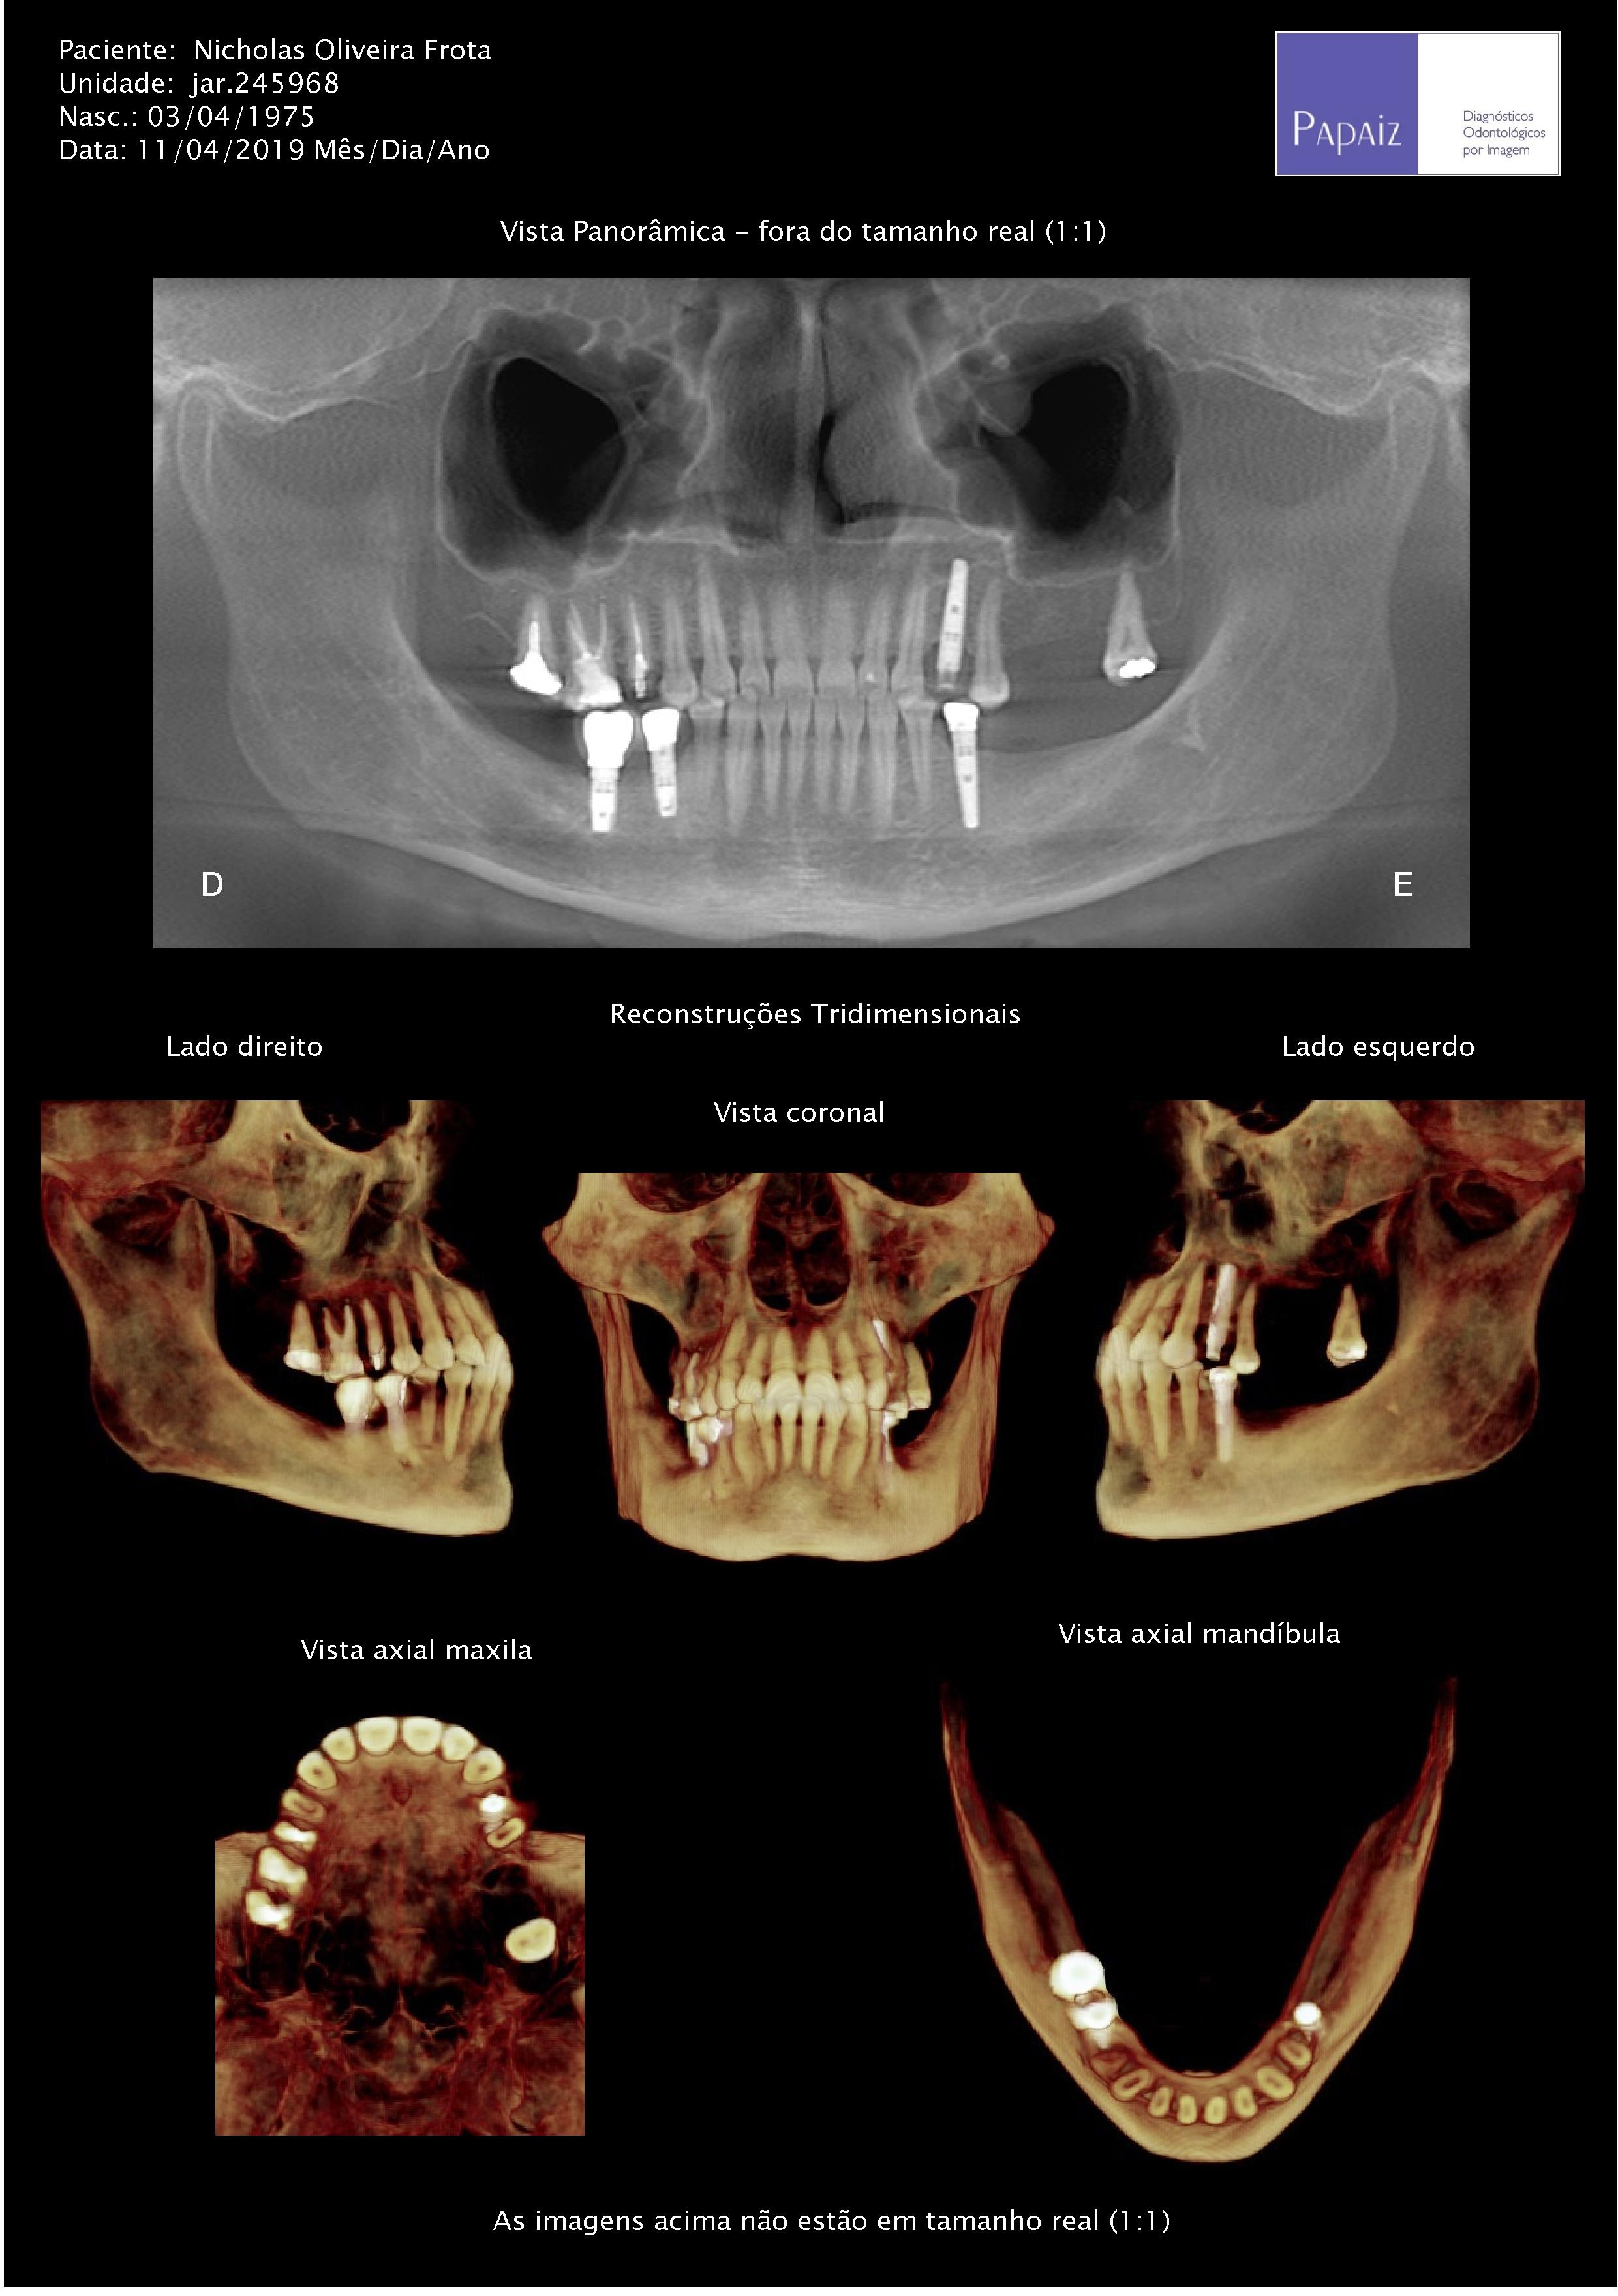 Paciente:  Nicholas Oliveira Frota
Unidade:  jar.245968
Nasc.: 03/04/1975
Data: 11/04/2019 Mês/Dia/Ano
Papaiz
Diagnósticos
Odontológicos
por Imagem
Vista Panorâmica – fora do tamanho real (1:1)
D
E
Reconstruções Tridimensionais
Lado direito
Lado esquerdo
Vista coronal
Vista axial maxila
Vista axial mandíbula
As imagens acima não estão em tamanho real (1:1)